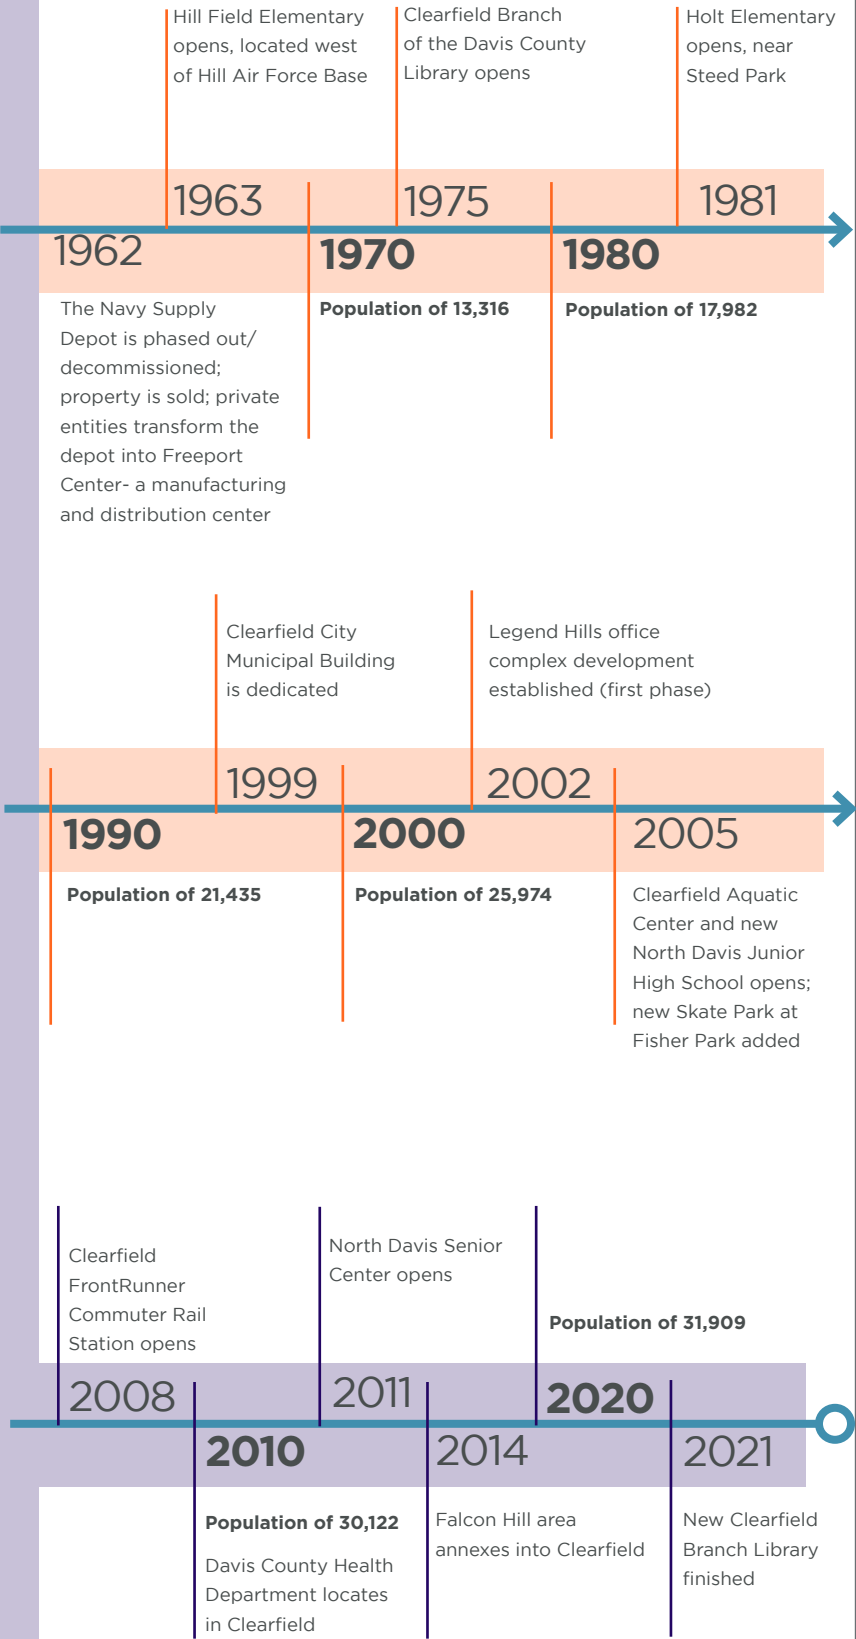 Hill Field Elementary
opens, located west
of Hill Air Force Base
Clearfield Branch
of the Davis County
Library opens
Holt Elementary
opens, near
Steed Park
1963
1975
1981
1962
1970
1980
The Navy Supply
Depot is phased out/
decommissioned;
property is sold; private
entities transform the
depot into Freeport
Center- a manufacturing
and distribution center
Population of 13,316
Population of 17,982
Clearfield City
Municipal Building
is dedicated
Legend Hills office
complex development
established (first phase)
1999
2002
1990
2000
2005
Population of 21,435
Population of 25,974
Clearfield Aquatic
Center and new
North Davis Junior
High School opens;
new Skate Park at
Fisher Park added
Clearfield
FrontRunner
Commuter Rail
Station opens
North Davis Senior
Center opens
Population of 31,909
2008
2011
2020
2010
2014
2021
Population of 30,122
Davis County Health
Department locates
in Clearfield
Falcon Hill area
annexes into Clearfield
New Clearfield
Branch Library
finished